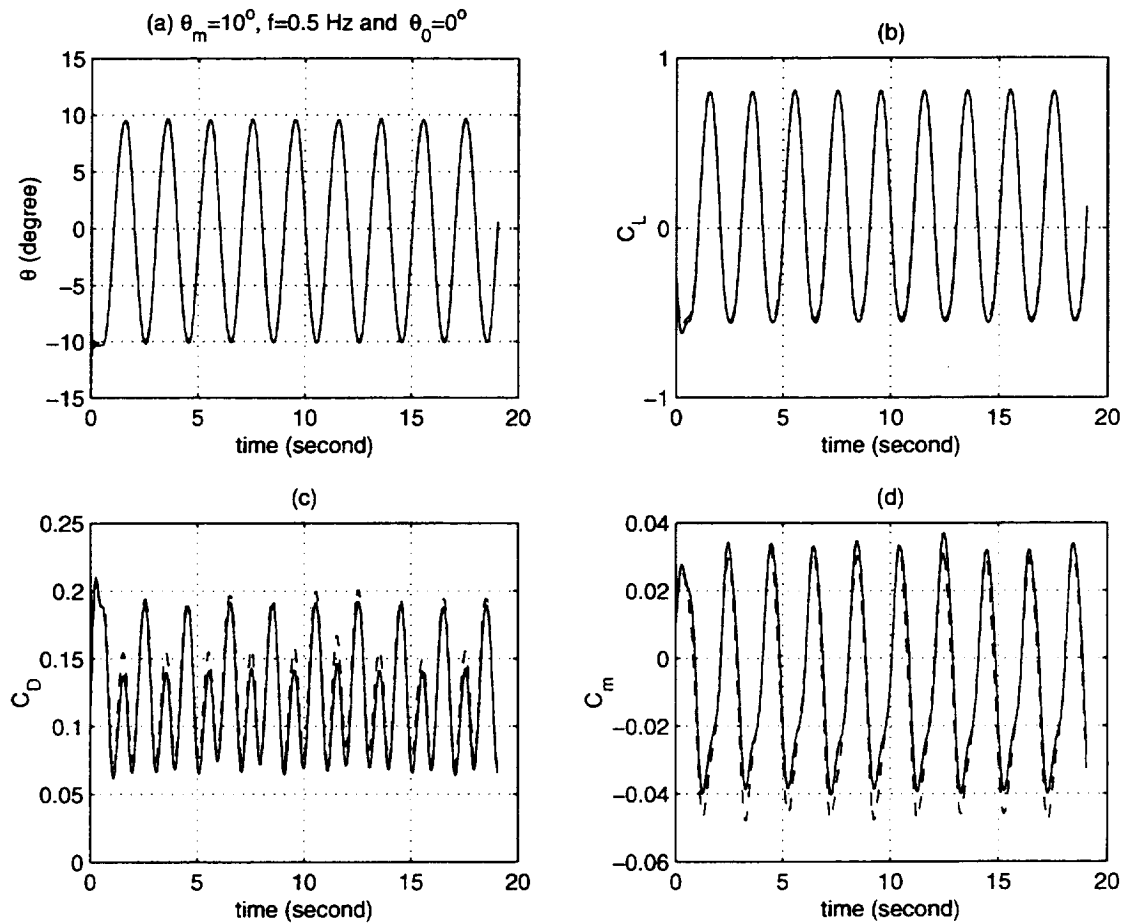 (a) θm=10°, f=0.5 Hz and θ0=0°
15
10
5
0
−5
−10
−15
θ (degree)
0 5 10 15 20
time (second)
(b)
1
0
−1
CL
0 5 10 15 20
time (second)
(c)
0.25
0.2
0.15
0.1
0.05
0
CD
0 5 10 15 20
time (second)
(d)
0.04
0.02
0
−0.02
−0.04
−0.06
Cm
0 5 10 15 20
time (second)